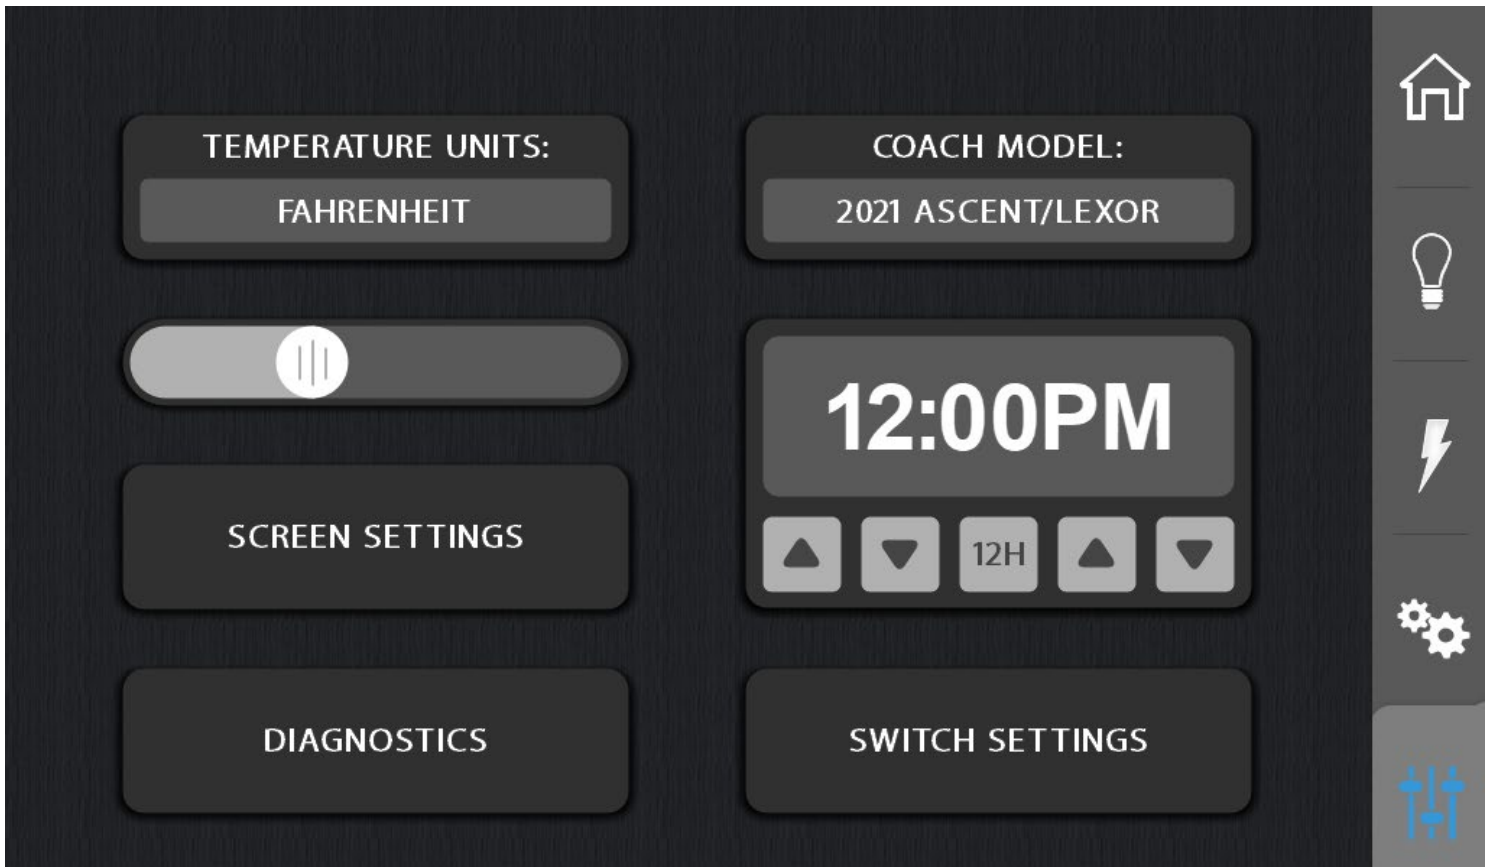 TEMPERATURE UNITS:
FAHRENHEIT
COACH MODEL:
2021 ASCENT/LEXOR
12:00PM
12H
SCREEN SETTINGS
DIAGNOSTICS
SWITCH SETTINGS